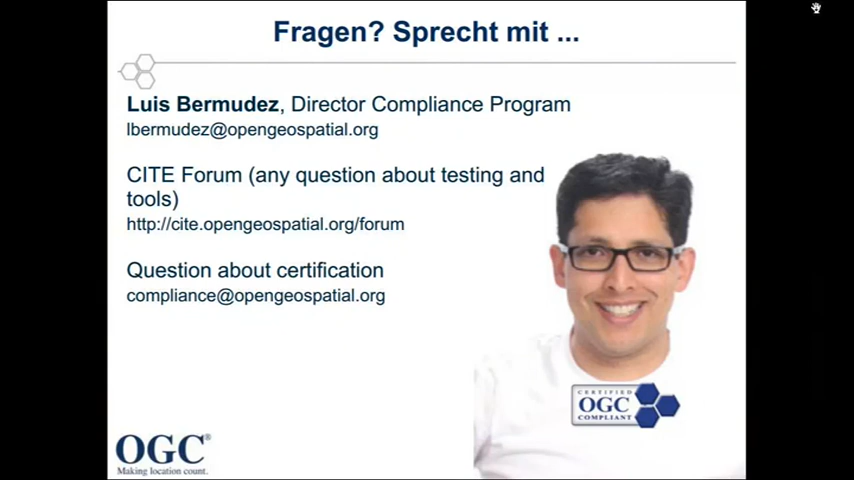 Fragen? Sprecht mit ...
Luis Bermudez, Director Compliance Program
lbermudez@opengeospatial.org
CITE Forum (any question about testing and
tools)
http://cite.opengeospatial.org/forum
Question about certification
compliance@opengeospatial.org
CERTIFIED
OGC
COMPLIANT
OGC®
Making location count.